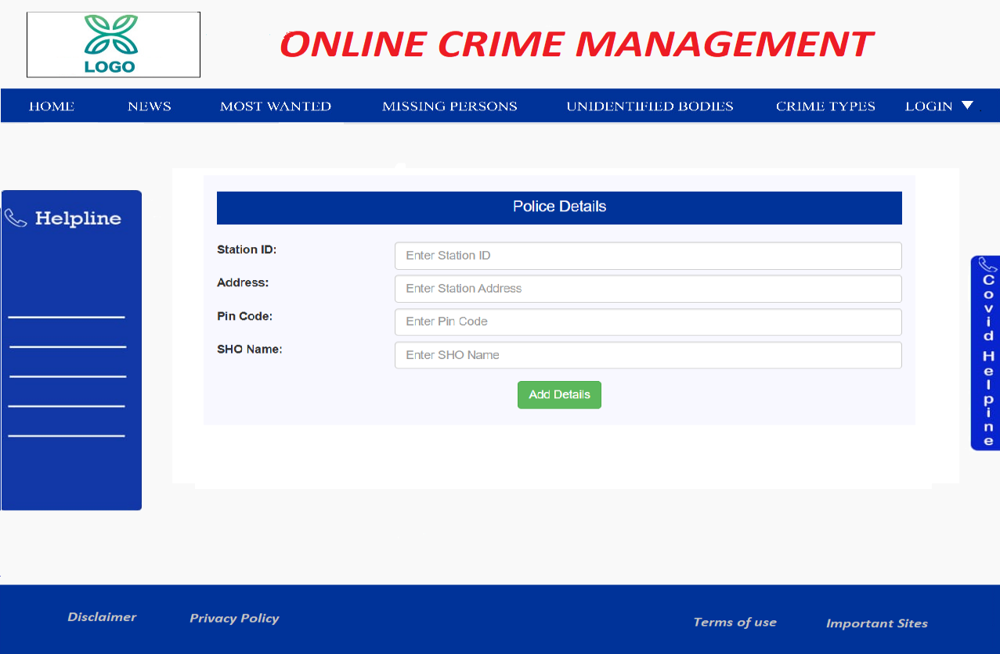 LOGO
ONLINE CRIME MANAGEMENT
HOME NEWS MOST WANTED MISSING PERSONS UNIDENTIFIED BODIES CRIME TYPES LOGIN
Helpline
Police Details
Station ID: Enter Station ID
Address: Enter Station Address
Pin Code: Enter Pin Code
SHO Name: Enter SHO Name
Add Details
Covid Helpine
Disclaimer Privacy Policy Terms of use Important Sites